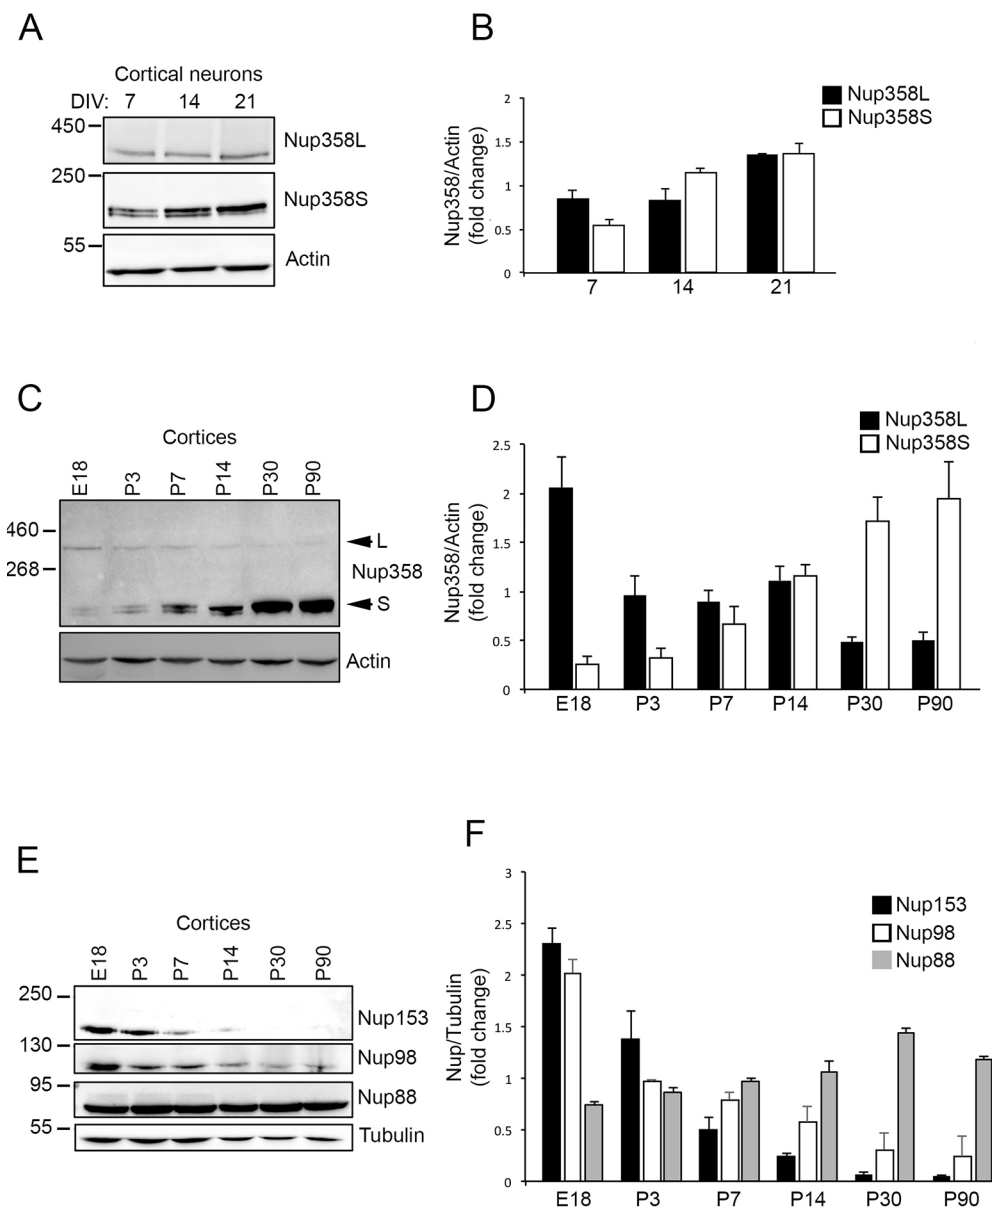 A
Cortical neurons
DIV: 7 14 21
450
Nup358L
250
Nup358S
55
Actin
B
Nup358L
Nup358S
Nup358/Actin
(fold change)
2
1.5
1
0.5
0
7 14 21
C
Cortices
E18 P3 P7 P14 P30 P90
460
L
268
Nup358
S
Actin
D
Nup358L
Nup358S
Nup358/Actin
(fold change)
2.5
2
1.5
1
0.5
0
E18 P3 P7 P14 P30 P90
E
Cortices
E18 P3 P7 P14 P30 P90
250
Nup153
130
Nup98
95
Nup88
55
Tubulin
F
Nup153
Nup98
Nup88
Nup/Tubulin
(fold change)
3
2.5
2
1.5
1
0.5
0
E18 P3 P7 P14 P30 P90